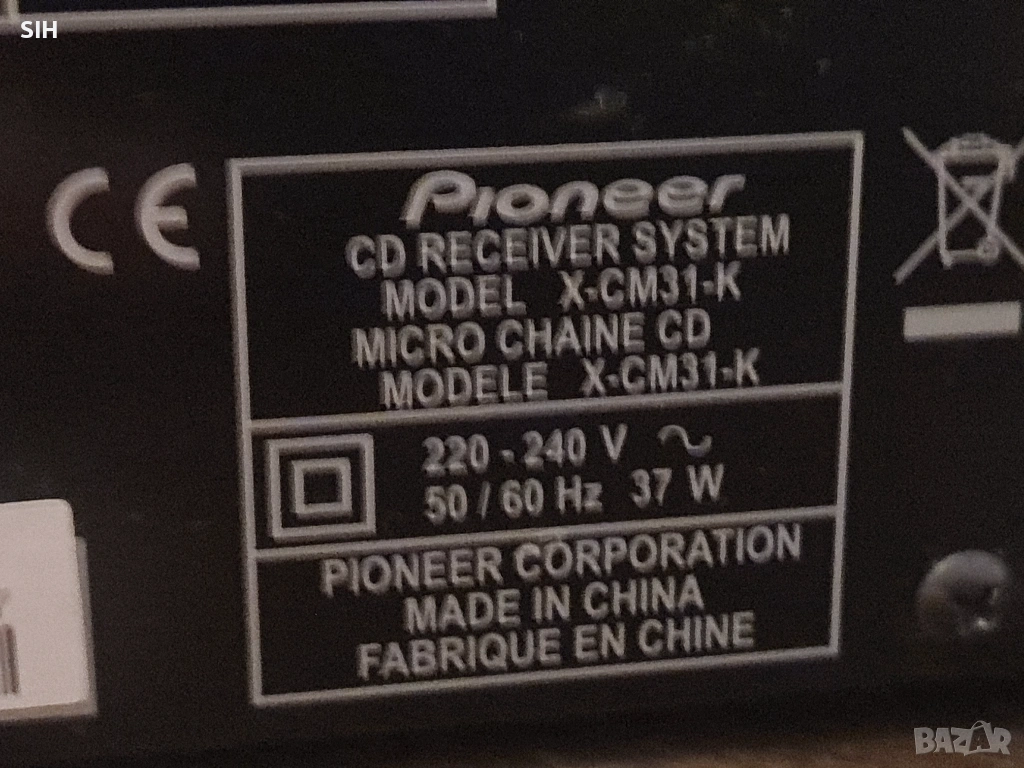 SIH
CE
Pioneer
CD RECEIVER SYSTEM
MODEL X-CM31-K
MICRO CHAINE CD
MODELE X-CM31-K
220 - 240 V ~
50 / 60 Hz 37 W
PIONEER CORPORATION
MADE IN CHINA
FABRIQUE EN CHINE
BAZAR